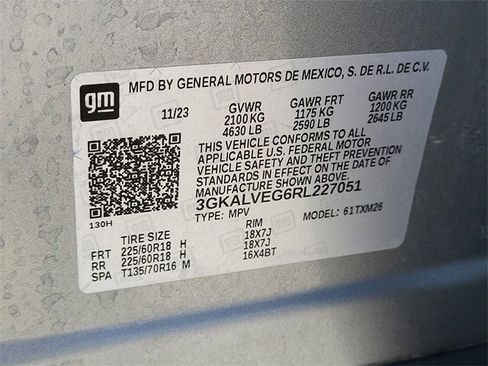 gm
MFD BY GENERAL MOTORS DE MEXICO, S. DE R.L. DE C.V.
11/23 GVWR GAWR FRT GAWR RR
2100 KG 1175 KG 1200 KG
4630 LB 2590 LB 2645 LB
THIS VEHICLE CONFORMS TO ALL
APPLICABLE U.S. FEDERAL MOTOR
VEHICLE SAFETY AND THEFT PREVENTION
STANDARDS IN EFFECT ON THE DATE OF
MANUFACTURE SHOWN ABOVE.
3GKALVEG6RL227051
130H TYPE: MPV MODEL: 61TXM26
TIRE SIZE RIM
FRT 225/60R18 H 18X7J
RR 225/60R18 H 18X7J
SPA T135/70R16 M 16X4BT